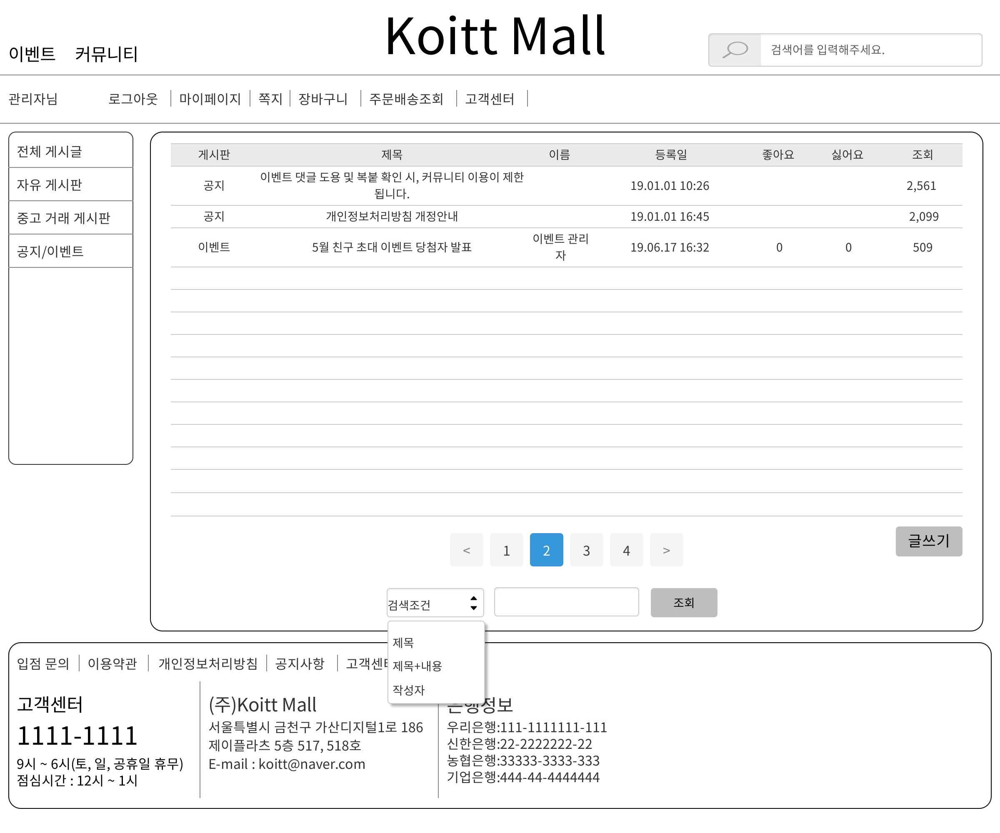 Koitt Mall
이벤트 커뮤니티
검색어를 입력해주세요.
관리자님 로그아웃 마이페이지 쪽지 장바구니 주문배송조회 고객센터
전체 게시글
자유 게시판
중고 거래 게시판
공지/이벤트
게시판 제목 이름 등록일 좋아요 싫어요 조회
공지 이벤트 댓글 도용 및 복붙 확인 시, 커뮤니티 이용이 제한 19.01.01 10:26 2,561
됩니다.
공지 개인정보처리방침 개정안내 19.01.01 16:45 2,099
이벤트 5월 친구 초대 이벤트 당첨자 발표 이벤트 관리 19.06.17 16:32 0 0 509
자
< 1 2 3 4 >
글쓰기
검색조건
조회
제목
제목+내용
작성자
입점 문의 이용약관 개인정보처리방침 공지사항
고객센터
1111-1111
9시 ~ 6시(토, 일, 공휴일 휴무)
점심시간 : 12시 ~ 1시
(주)Koitt Mall
서울특별시 금천구 가산디지털1로 186
제이플라츠 5층 517, 518호
E-mail : koitt@naver.com
은행정보
우리은행:111-1111111-111
신한은행:22-2222222-22
농협은행:33333-3333-333
기업은행:444-44-4444444